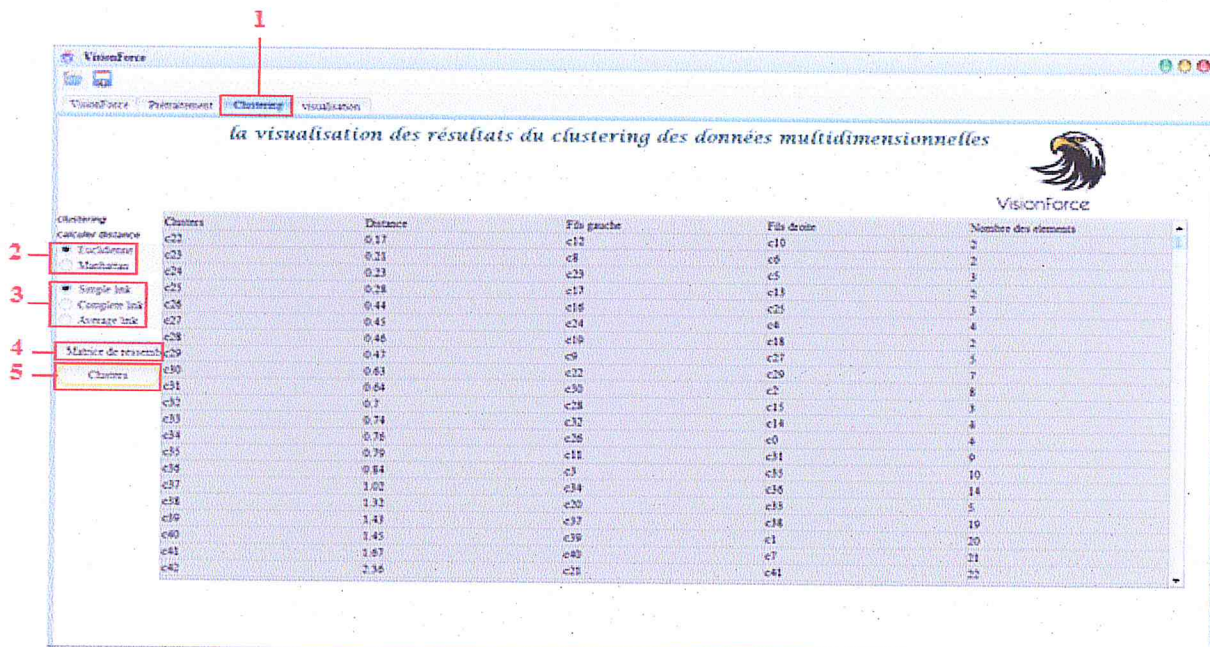 1
VisionForce
VisionForce Prétraitement Clustering visualisation
la visualisation des résultats du clustering des données multidimensionnelles
VisionForce
Clustering
calculer distance
2
Euclidienne
Manhattan
3
Simple link
Complete link
Average link
4
Matrice de ressemb
5
Clusters
Clusters Distance Fils gauche Fils droite Nombre des elements
c22 0.17 c12 c10 2
c23 0.21 c8 c6 2
c24 0.23 c23 c5 3
c25 0.28 c17 c13 2
c26 0.44 c16 c25 3
c27 0.45 c24 c4 4
c28 0.46 c19 c18 2
c29 0.47 c9 c27 5
c30 0.63 c22 c29 7
c31 0.64 c30 c2 8
c32 0.7 c28 c15 3
c33 0.74 c32 c14 4
c34 0.76 c26 c0 4
c35 0.79 c11 c31 9
c36 0.84 c3 c35 10
c37 1.02 c34 c36 14
c38 1.32 c20 c33 5
c39 1.43 c37 c38 19
c40 1.45 c39 c1 20
c41 1.67 c40 c7 21
c42 2.36 c21 c41 22